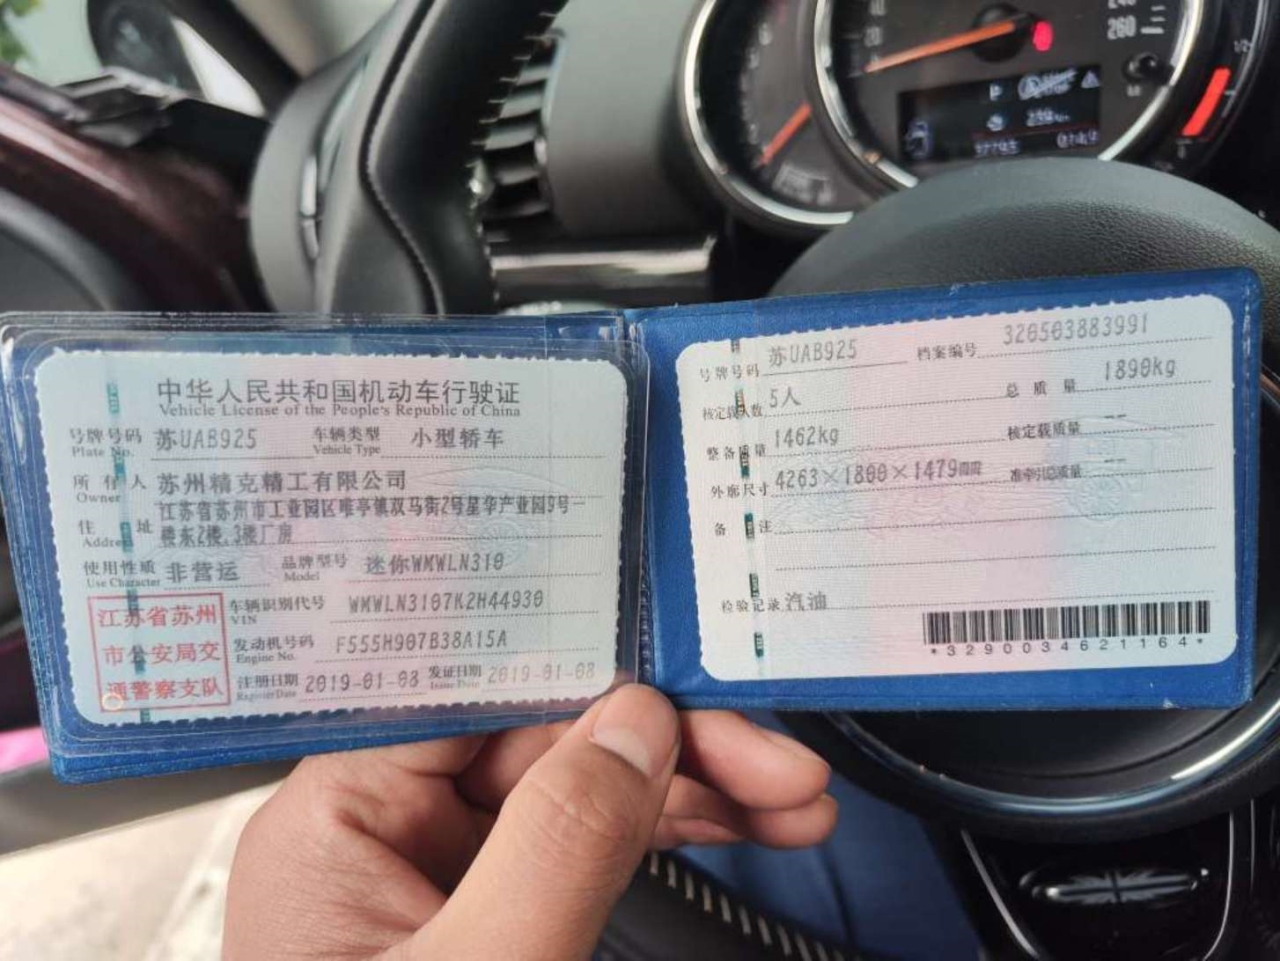 中华人民共和国机动车行驶证
Vehicle License of the People's Republic of China
号牌号码 苏UAB925 车辆类型 小型轿车
Plate No. Vehicle Type
所有人 苏州精克精工有限公司
Owner
住址 江苏省苏州市工业园区唯亭镇双马街2号星华产业园9号一
Address 楼东2楼,3楼厂房
使用性质 非营运 品牌型号 迷你WMWLN310
Use Character Model
江苏省苏州
市公安局交
通警察支队
车辆识别代号 WMWLN3107K2H44930
VIN
发动机号码 F555H907B38A15A
Engine No.
注册日期 2019-01-08 发证日期 2019-01-08
Register Date Issue Date
号牌号码 苏UAB925 档案编号 320503883991
核定载人数 5人 总质量 1890kg
整备质量 1462kg 核定载质量 --
外廓尺寸 4263×1800×1479mm 准牵引总质量 --
备注
检验记录 汽油
*3290034621164*
260